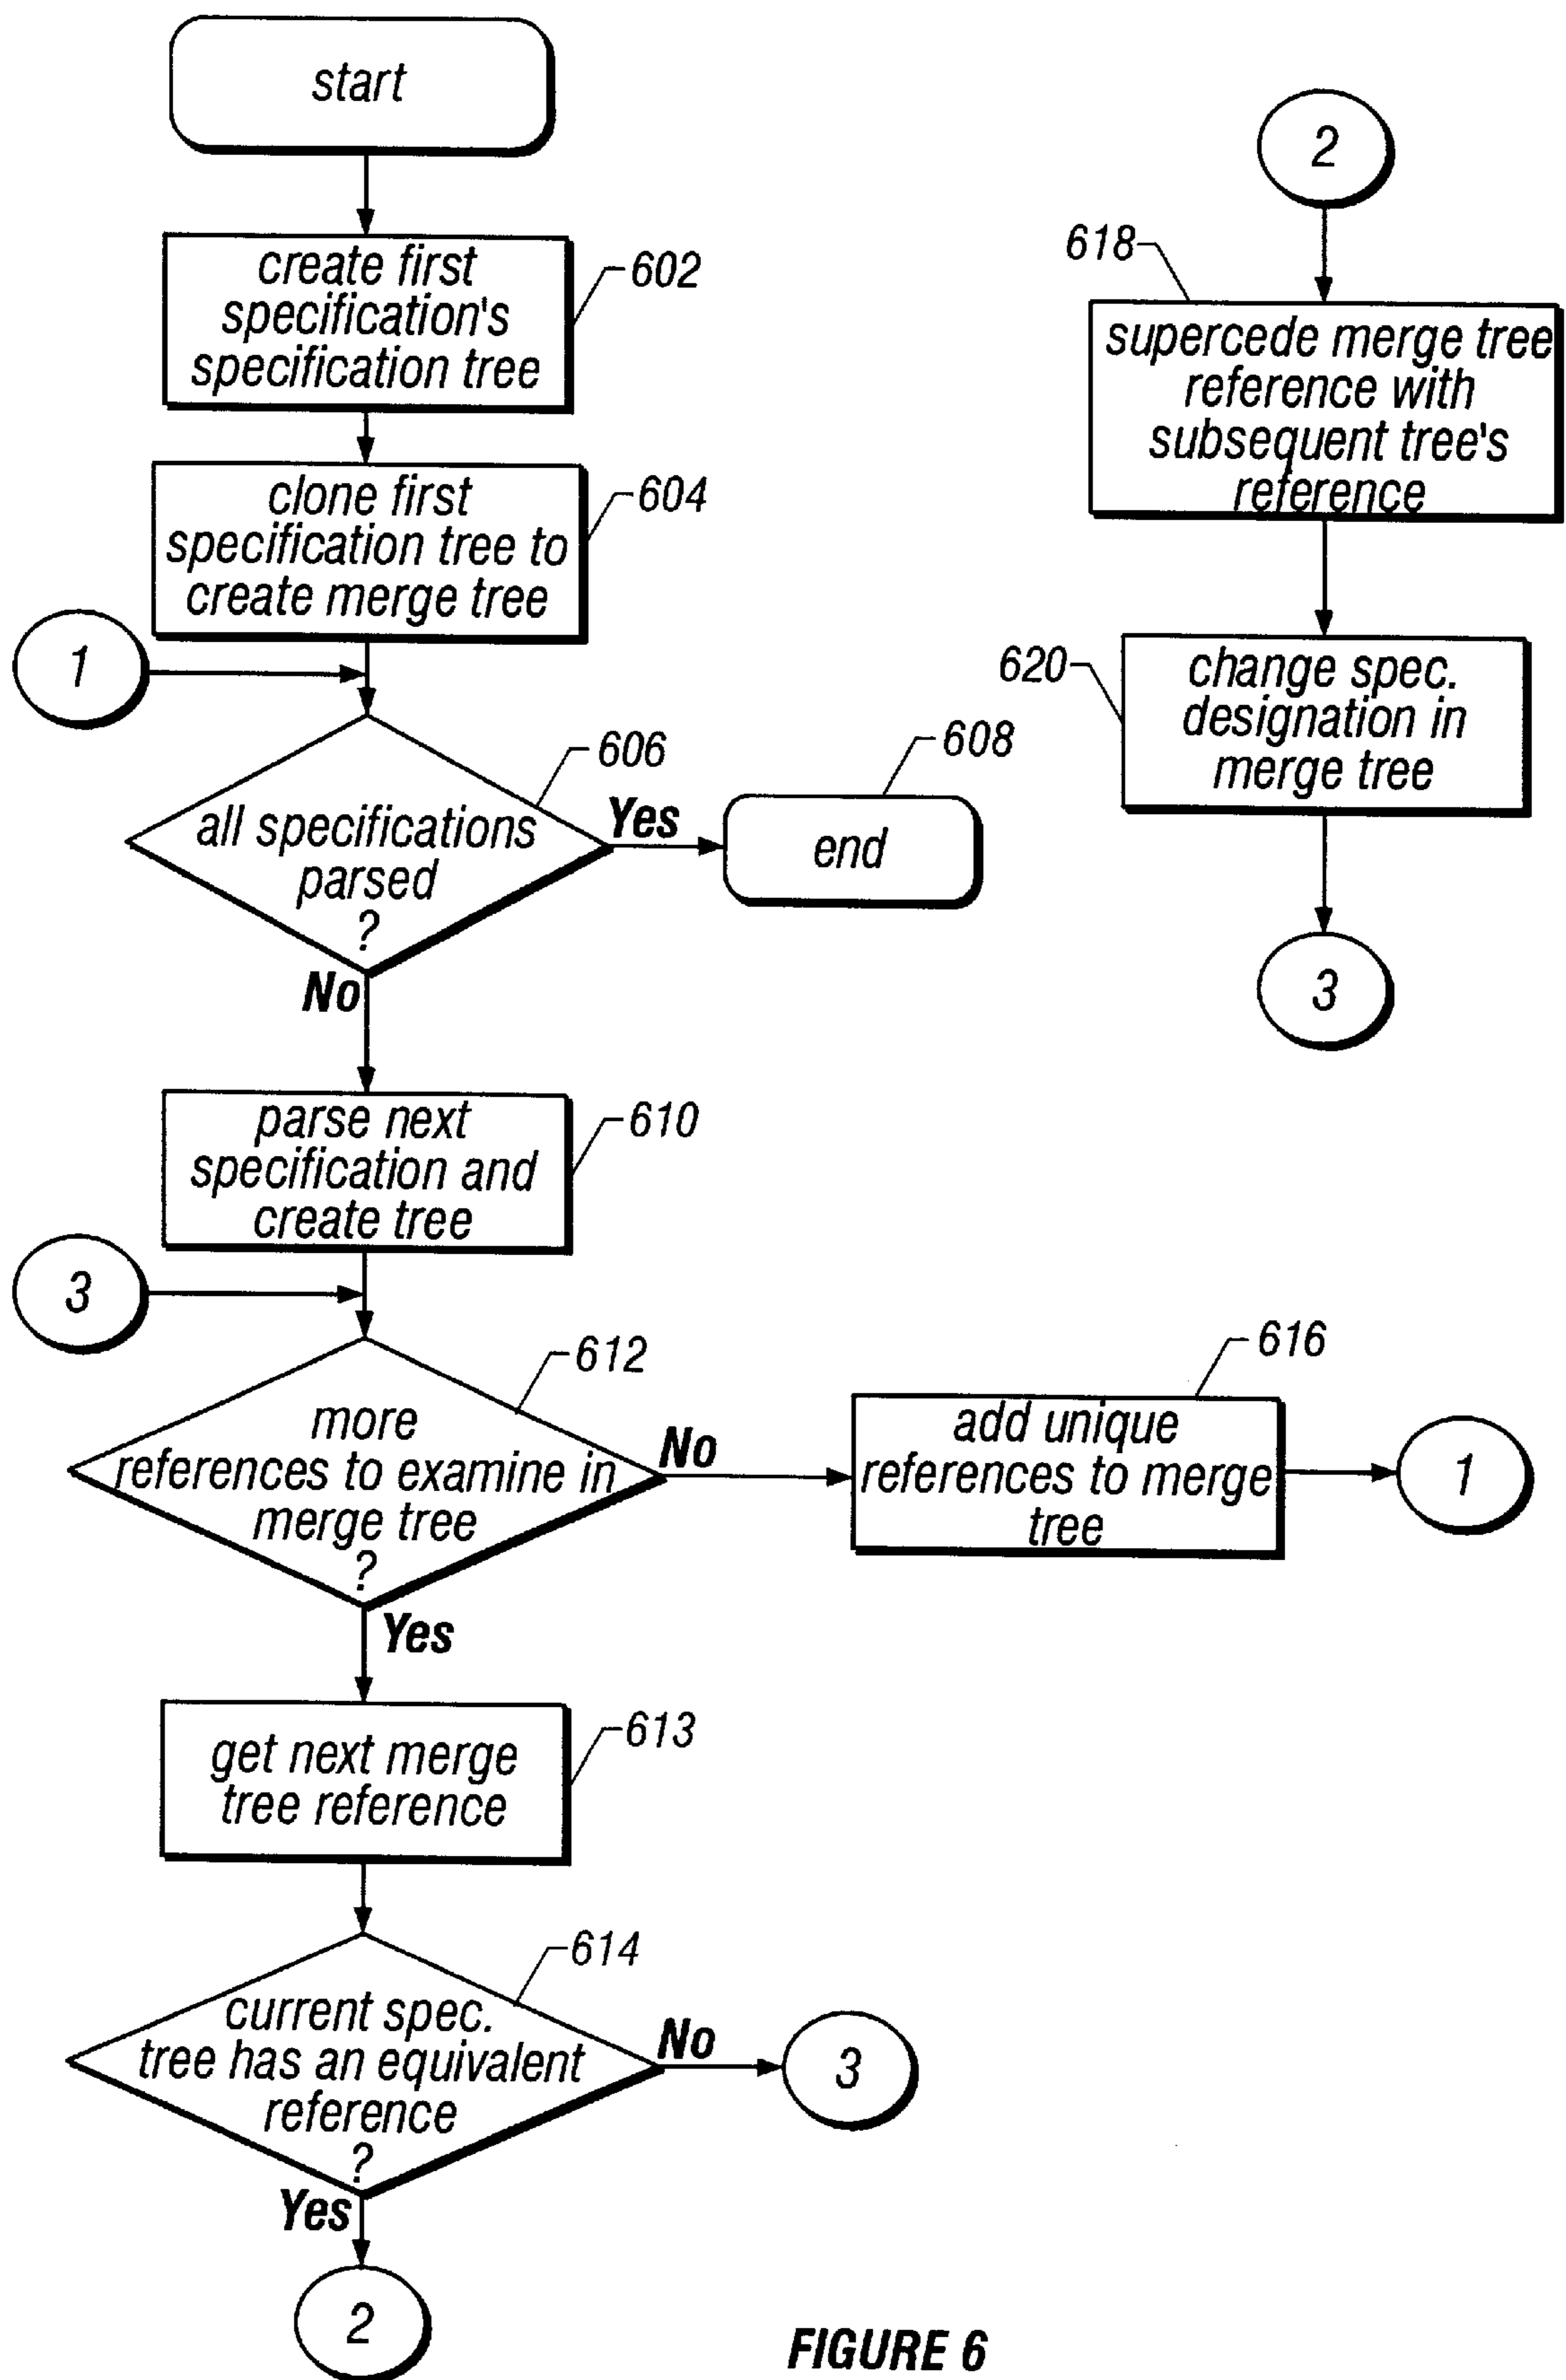 start
create first
specification's
specification tree
602
clone first
specification tree to
create merge tree
604
1
all specifications
parsed
?
606
Yes
end
608
No
parse next
specification and
create tree
610
3
more
references to examine in
merge tree
?
612
No
add unique
references to merge
tree
616
1
Yes
get next merge
tree reference
613
current spec.
tree has an equivalent
reference
?
614
No
3
Yes
2
2
618
supercede merge tree
reference with
subsequent tree's
reference
620
change spec.
designation in
merge tree
3
FIGURE 6